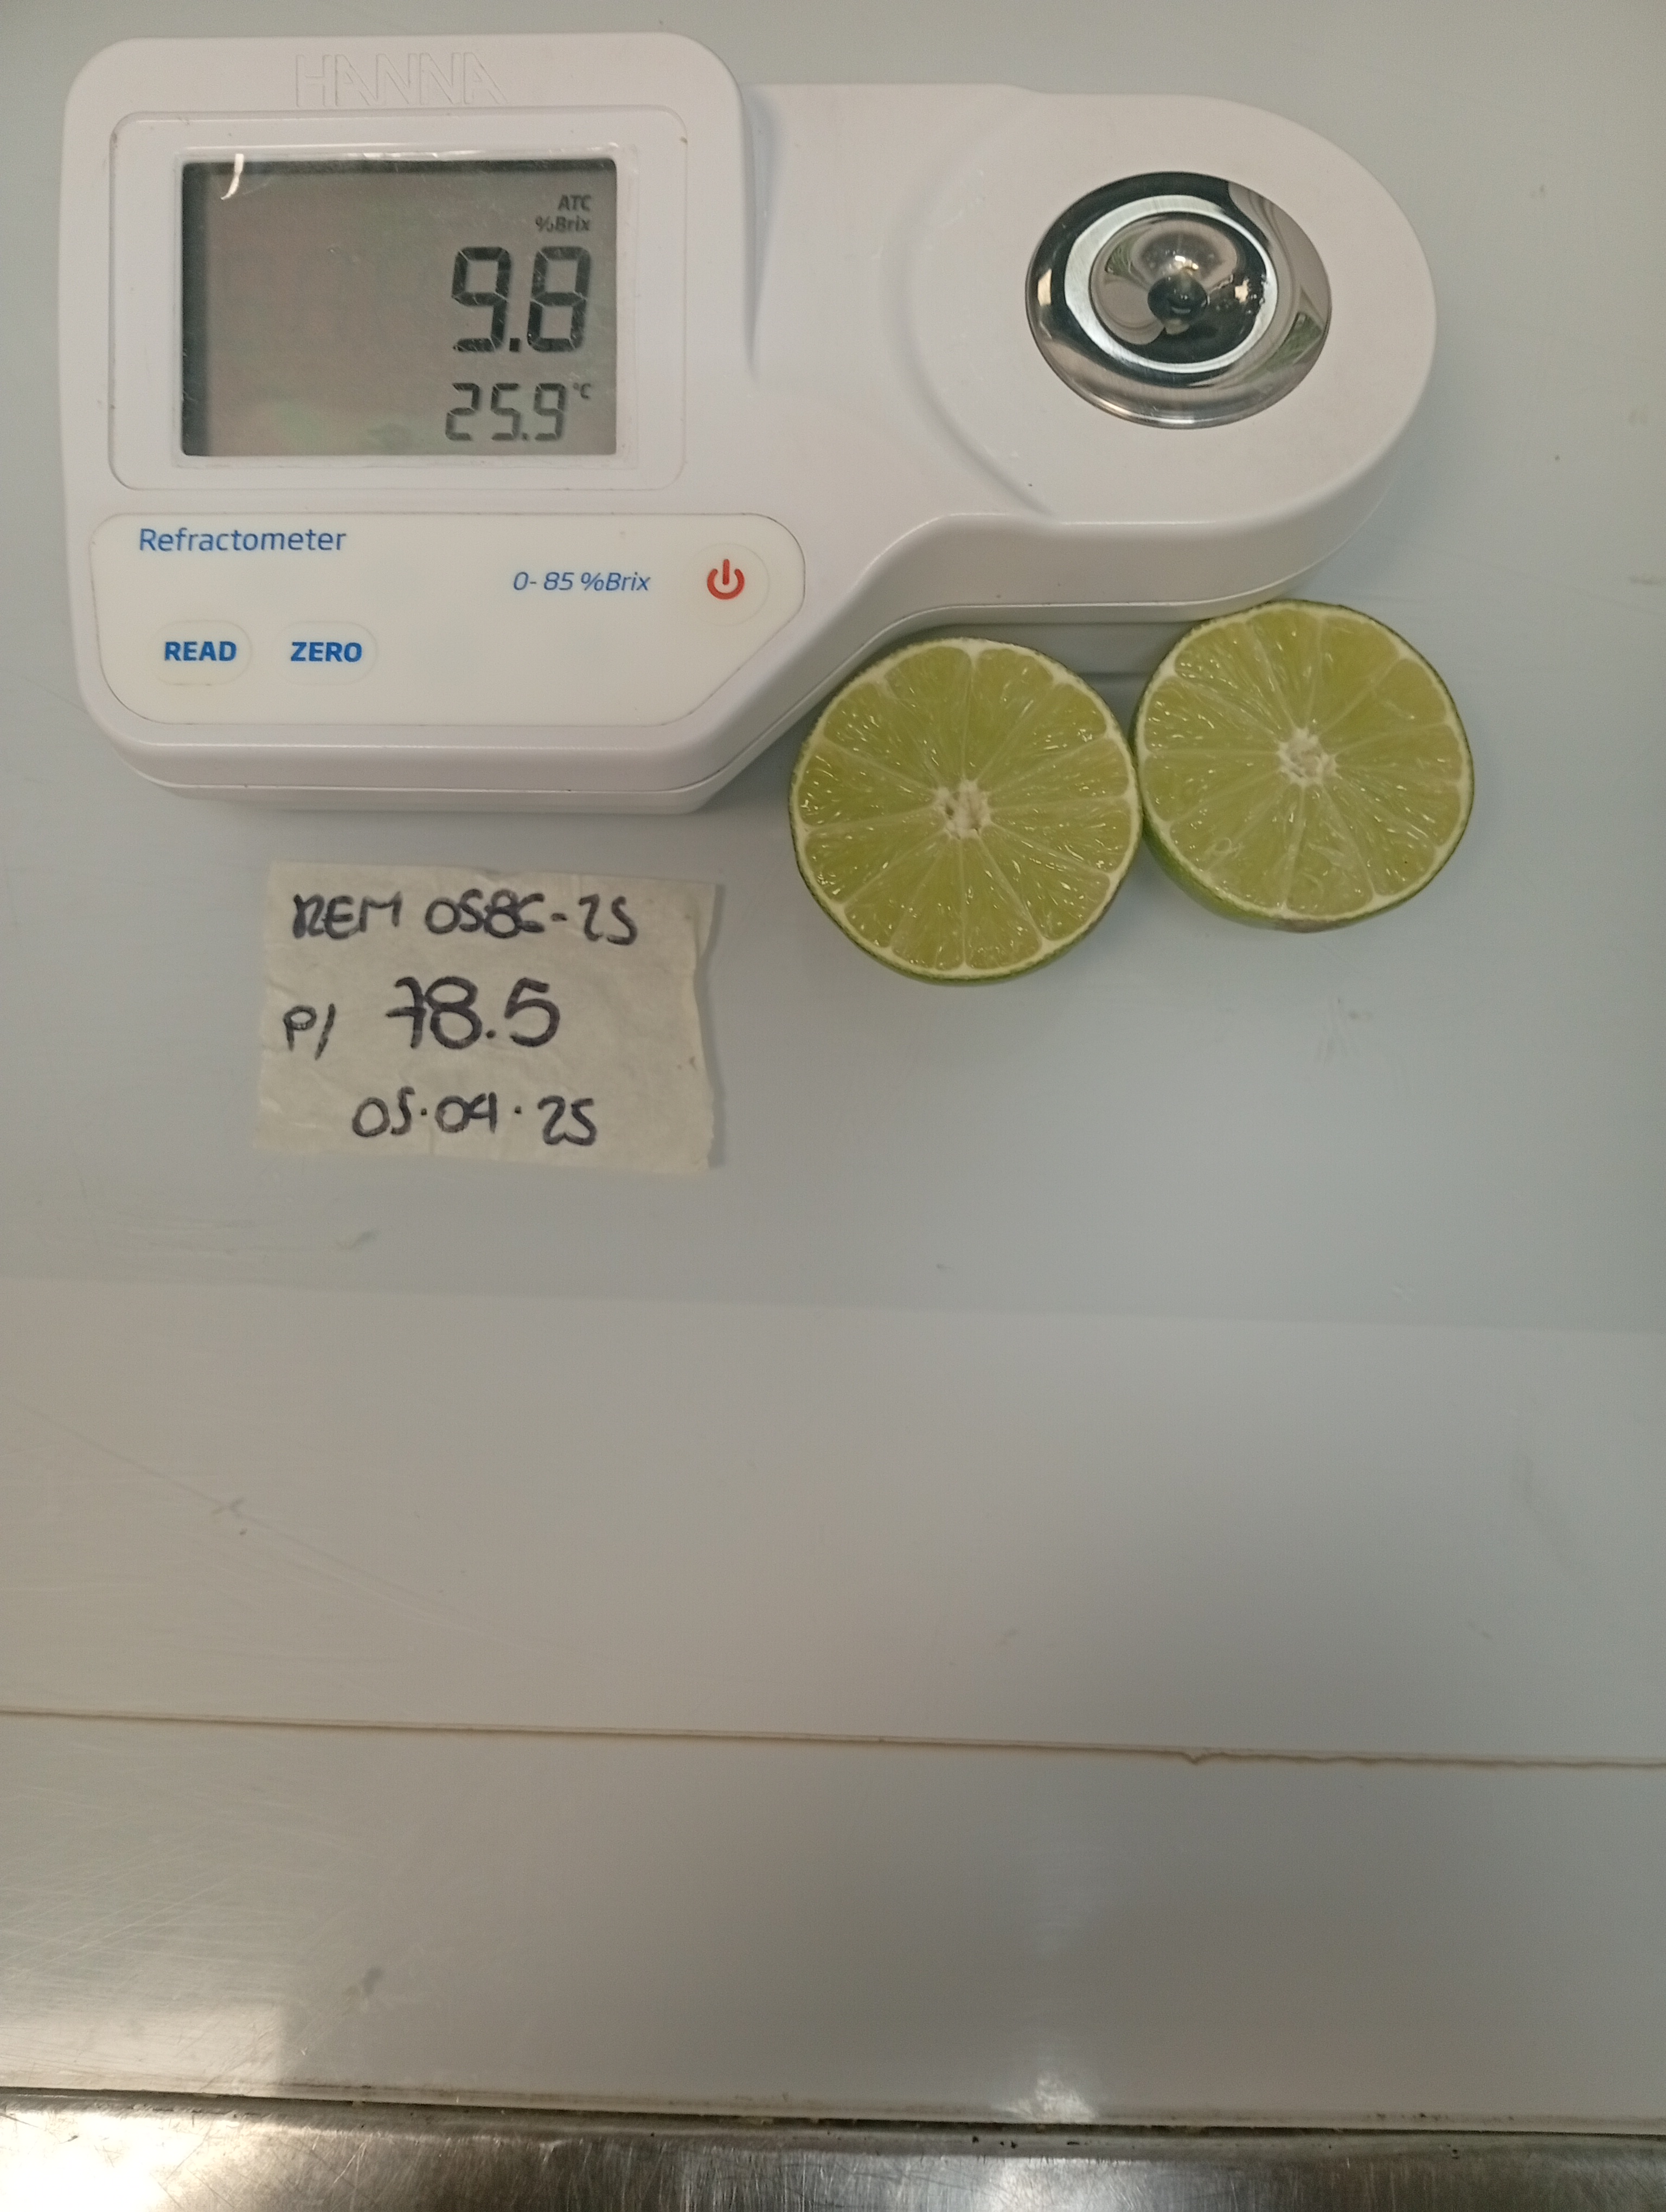 HANNA
ATC
%Brix
9.8
25.9°C
Refractometer
0- 85 %Brix
READ ZERO
REM 0586-25
P/ 78.5
05.04.25